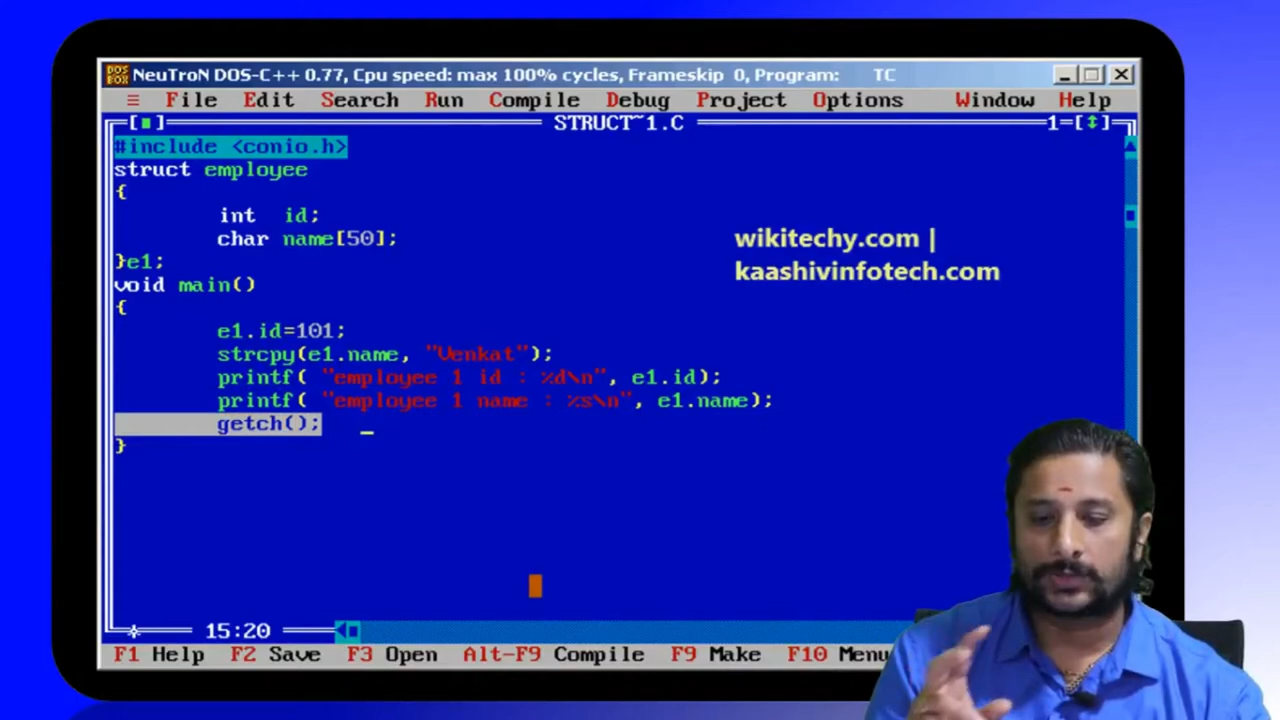 DOS BOX NeuTroN DOS-C++ 0.77, Cpu speed: max 100% cycles, Frameskip 0, Program: TC
≡ File Edit Search Run Compile Debug Project Options Window Help
[■] STRUCT~1.C 1=[↕]
#include <conio.h>
struct employee
{
int id;
char name[50];
}e1;
void main()
{
e1.id=101;
strcpy(e1.name, "Venkat");
printf( "employee 1 id : %d\n", e1.id);
printf( "employee 1 name : %s\n", e1.name);
getch();
}
wikitechy.com |
kaashivinfotech.com
15:20
F1 Help F2 Save F3 Open Alt-F9 Compile F9 Make F10 Menu